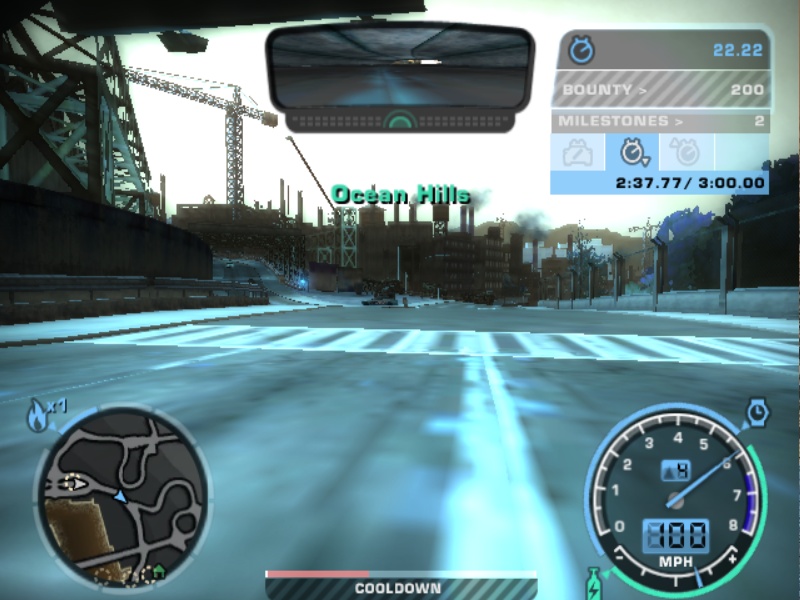 22.22
BOUNTY > 200
MILESTONES > 2
2:37.77/ 3:00.00
Ocean Hills
x1
0 1 2 3 4 5 6 7 8
4
100
MPH
COOLDOWN